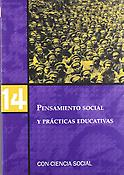 14
PENSAMIENTO SOCIAL
Y PRÁCTICAS EDUCATIVAS
CON-CIENCIA SOCIAL